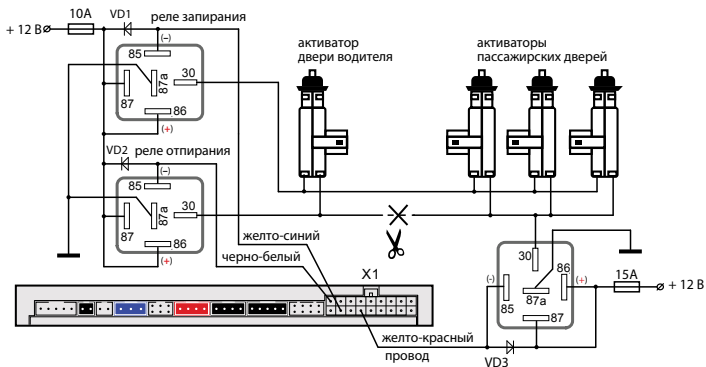 10А
VD1
реле запирания
+ 12 В
(–)
85
30
87
87a
86
(+)
активатор
двери водителя
активаторы
пассажирских дверей
VD2
реле отпирания
(–)
85
30
87
87a
86
(+)
желто-синий
черно-белый
X1
30
86
(-)
(+)
15А
+ 12 В
85
87a
87
желто-красный
провод
VD3